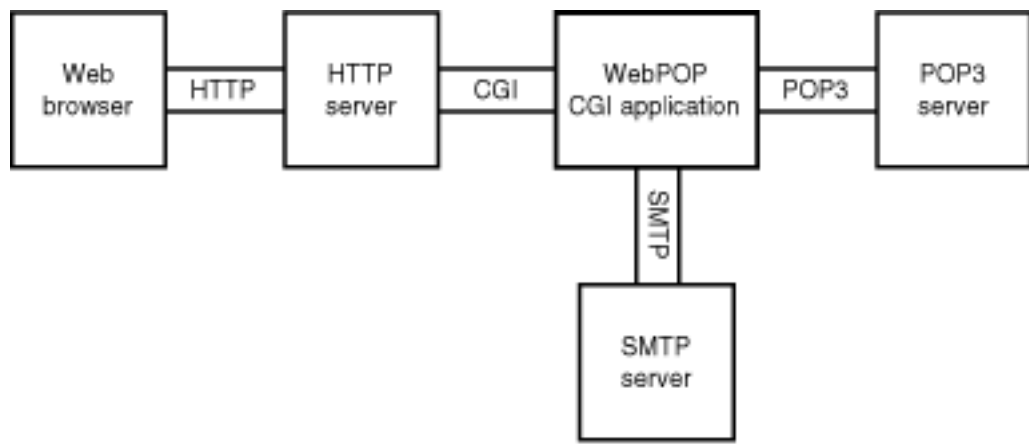 Web
browser
HTTP
HTTP
server
CGI
WebPOP
CGI application
POP3
POP3
server
SMTP
SMTP
server